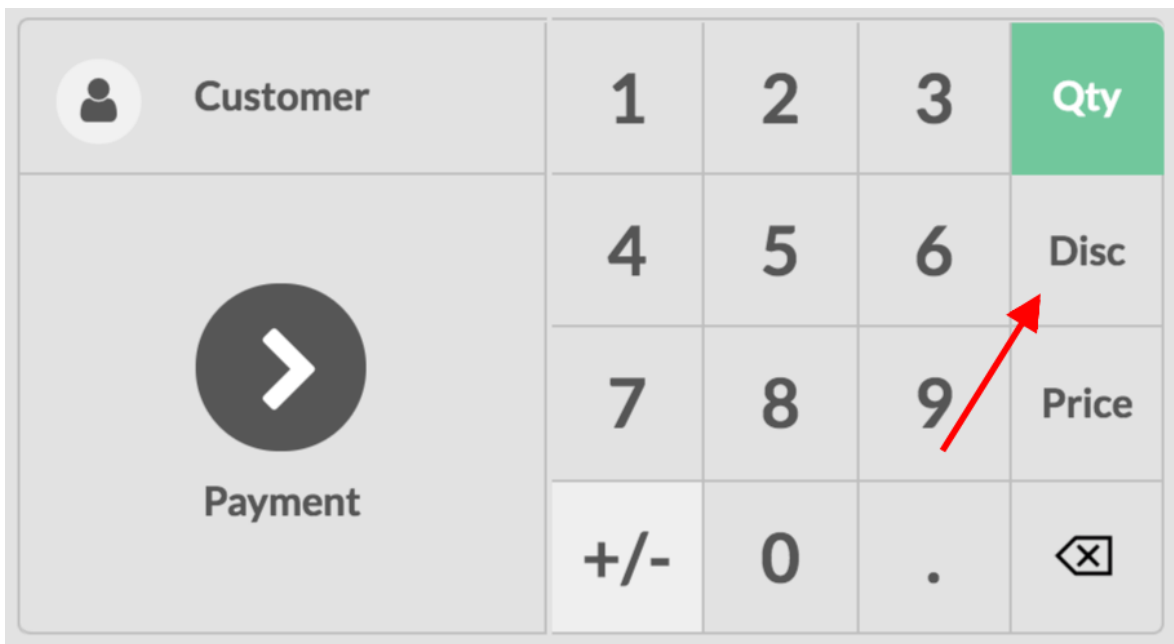 Customer
1 2 3 Qty
4 5 6 Disc
7 8 9 Price
Payment
+/- 0 .